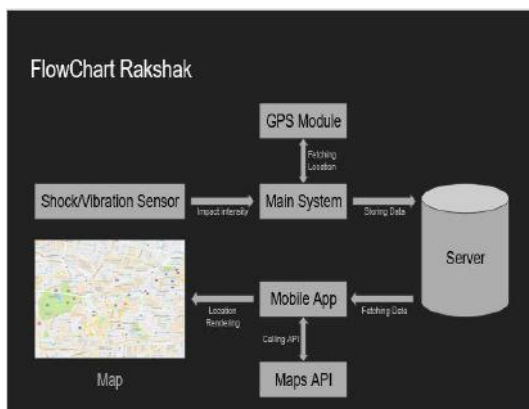 FlowChart Rakshak
GPS Module
Fetching
Location
Shock/Vibration Sensor
Impact intensity
Main System
Storing Data
Server
Mobile App
Location
Rendering
Fetching Data
Calling API
Map
Maps API